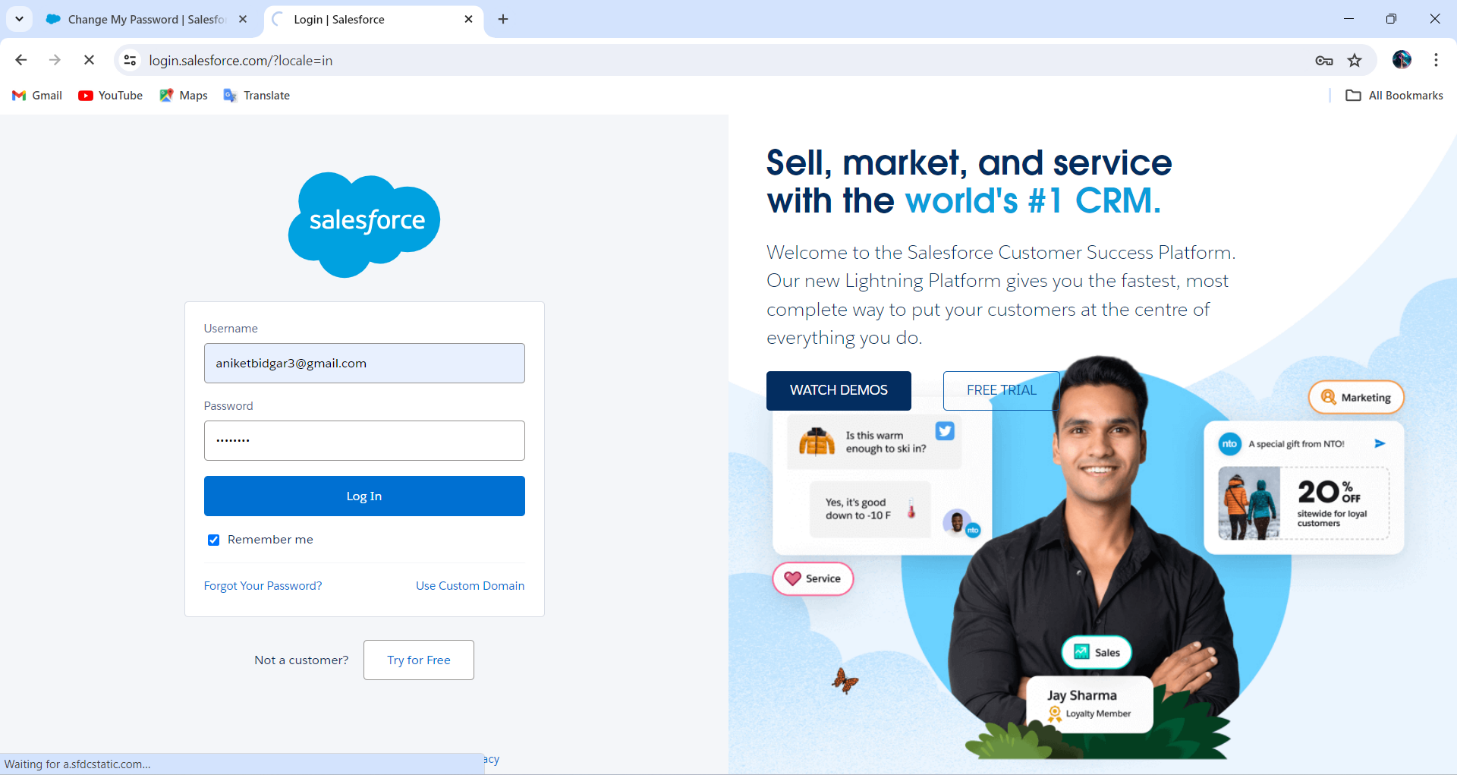 Change My Password | Salesfo
Login | Salesforce
login.salesforce.com/?locale=in
Gmail
YouTube
Maps
Translate
All Bookmarks
salesforce
Username
aniketbidgar3@gmail.com
Password
••••••••
Log In
Remember me
Forgot Your Password?
Use Custom Domain
Not a customer?
Try for Free
acy
Waiting for a.sfdcstatic.com...
Sell, market, and service
with the world's #1 CRM.
Welcome to the Salesforce Customer Success Platform.
Our new Lightning Platform gives you the fastest, most
complete way to put your customers at the centre of
everything you do.
WATCH DEMOS
FREE TRIAL
Is this warm
enough to ski in?
Yes, it's good
down to -10 F
nto
Service
Marketing
nto
A special gift from NTO!
20% OFF
sitewide for loyal
customers
Sales
Jay Sharma
Loyalty Member